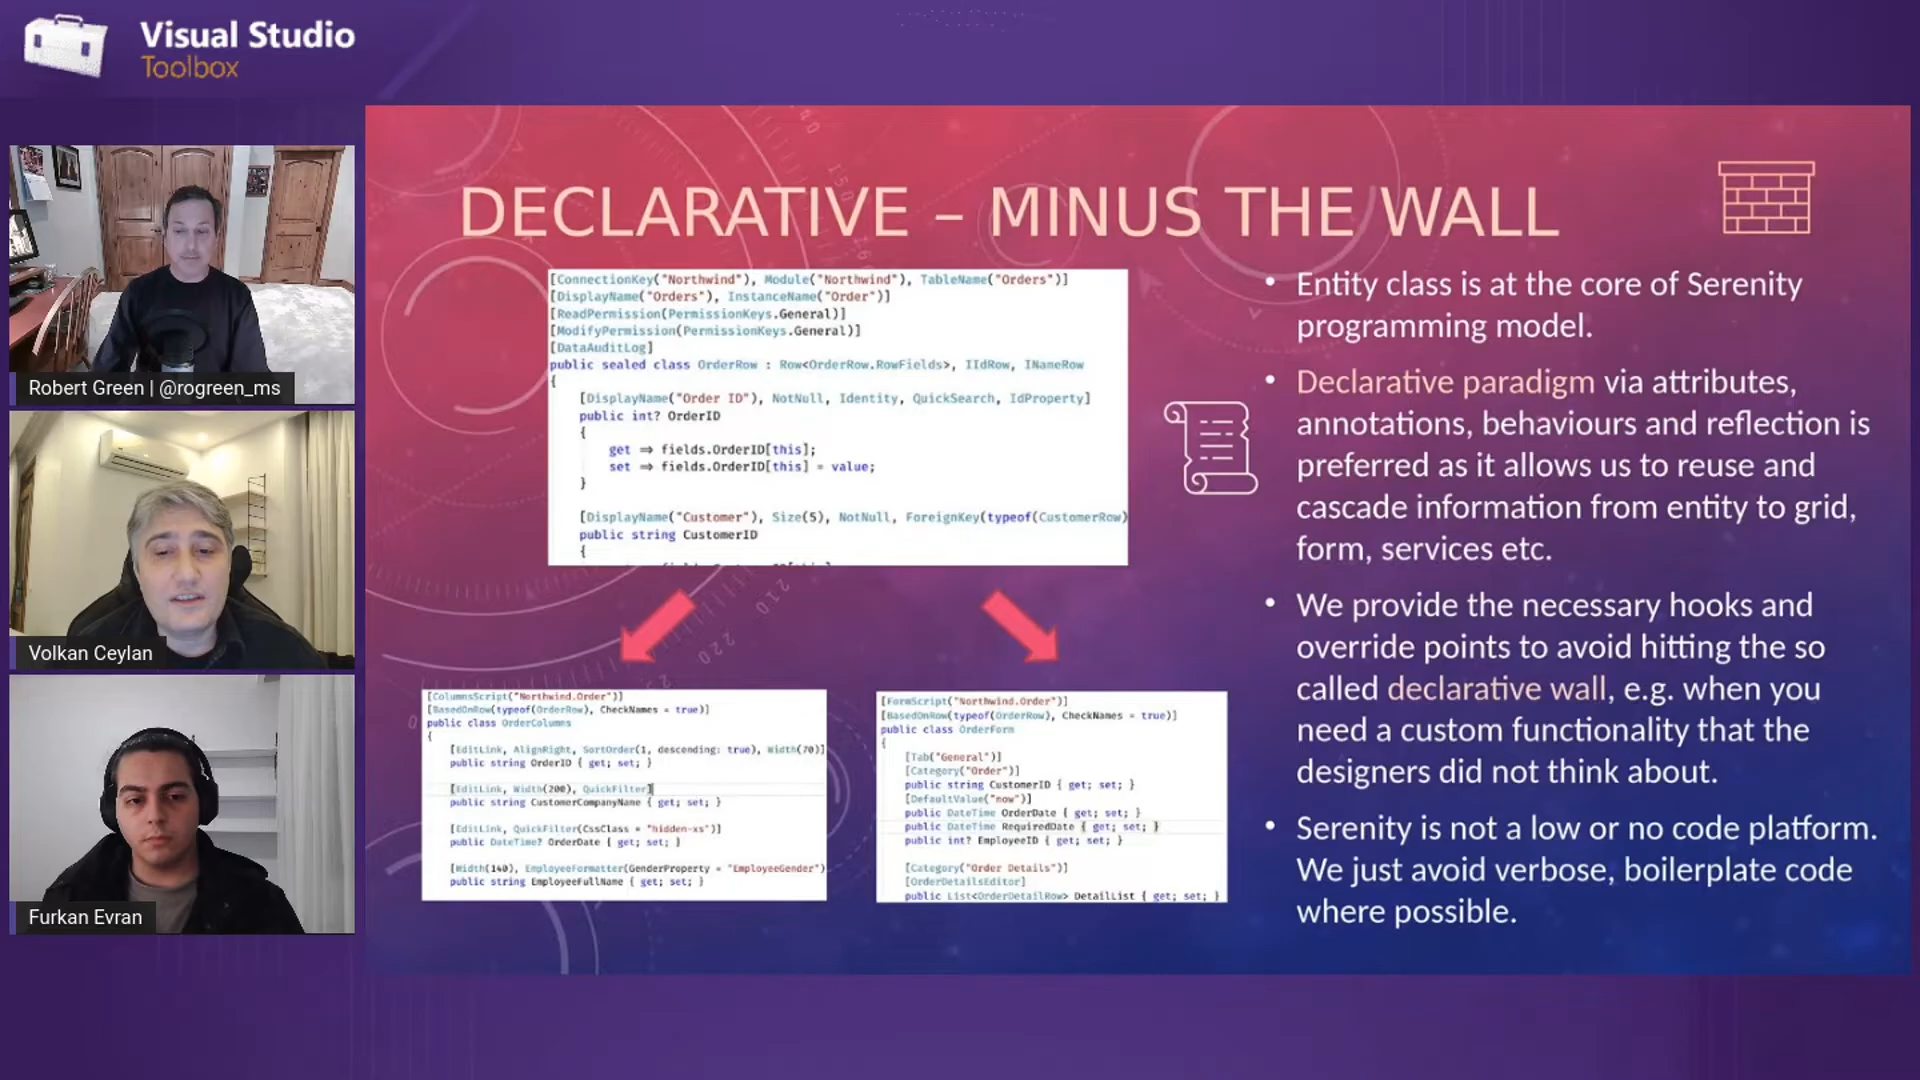 Visual Studio
Toolbox
Robert Green | @rogreen_ms
Volkan Ceylan
Furkan Evran
DECLARATIVE – MINUS THE WALL
[ConnectionKey("Northwind"), Module("Northwind"), TableName("Orders")]
[DisplayName("Orders"), InstanceName("Order")]
[ReadPermission(PermissionKeys.General)]
[ModifyPermission(PermissionKeys.General)]
[DataAuditLog]
public sealed class OrderRow : Row<OrderRow.RowFields>, IIdRow, INameRow
{
[DisplayName("Order ID"), NotNull, Identity, QuickSearch, IdProperty]
public int? OrderID
{
get => fields.OrderID[this];
set => fields.OrderID[this] = value;
}
[DisplayName("Customer"), Size(5), NotNull, ForeignKey(typeof(CustomerRow)
public string CustomerID
{
[ColumnsScript("Northwind.Order")]
[BasedOnRow(typeof(OrderRow), CheckNames = true)]
public class OrderColumns
{
[EditLink, AlignRight, SortOrder(1, descending: true), Width(70)]
public string OrderID { get; set; }
[EditLink, Width(200), QuickFilter]
public string CustomerCompanyName { get; set; }
[EditLink, QuickFilter(CssClass = "hidden-xs")]
public DateTime? OrderDate { get; set; }
[Width(140), EmployeeFormatter(GenderProperty = "EmployeeGender")
public string EmployeeFullName { get; set; }
[FormScript("Northwind.Order")]
[BasedOnRow(typeof(OrderRow), CheckNames = true)]
public class OrderForm
{
[Tab("General")]
[Category("Order")]
public string CustomerID { get; set; }
[DefaultValue("now")]
public DateTime OrderDate { get; set; }
public DateTime RequiredDate { get; set; }
public int? EmployeeID { get; set; }
[Category("Order Details")]
[OrderDetailsEditor]
public List<OrderDetailRow> DetailList { get; set; }
• Entity class is at the core of Serenity
programming model.
• Declarative paradigm via attributes,
annotations, behaviours and reflection is
preferred as it allows us to reuse and
cascade information from entity to grid,
form, services etc.
• We provide the necessary hooks and
override points to avoid hitting the so
called declarative wall, e.g. when you
need a custom functionality that the
designers did not think about.
• Serenity is not a low or no code platform.
We just avoid verbose, boilerplate code
where possible.